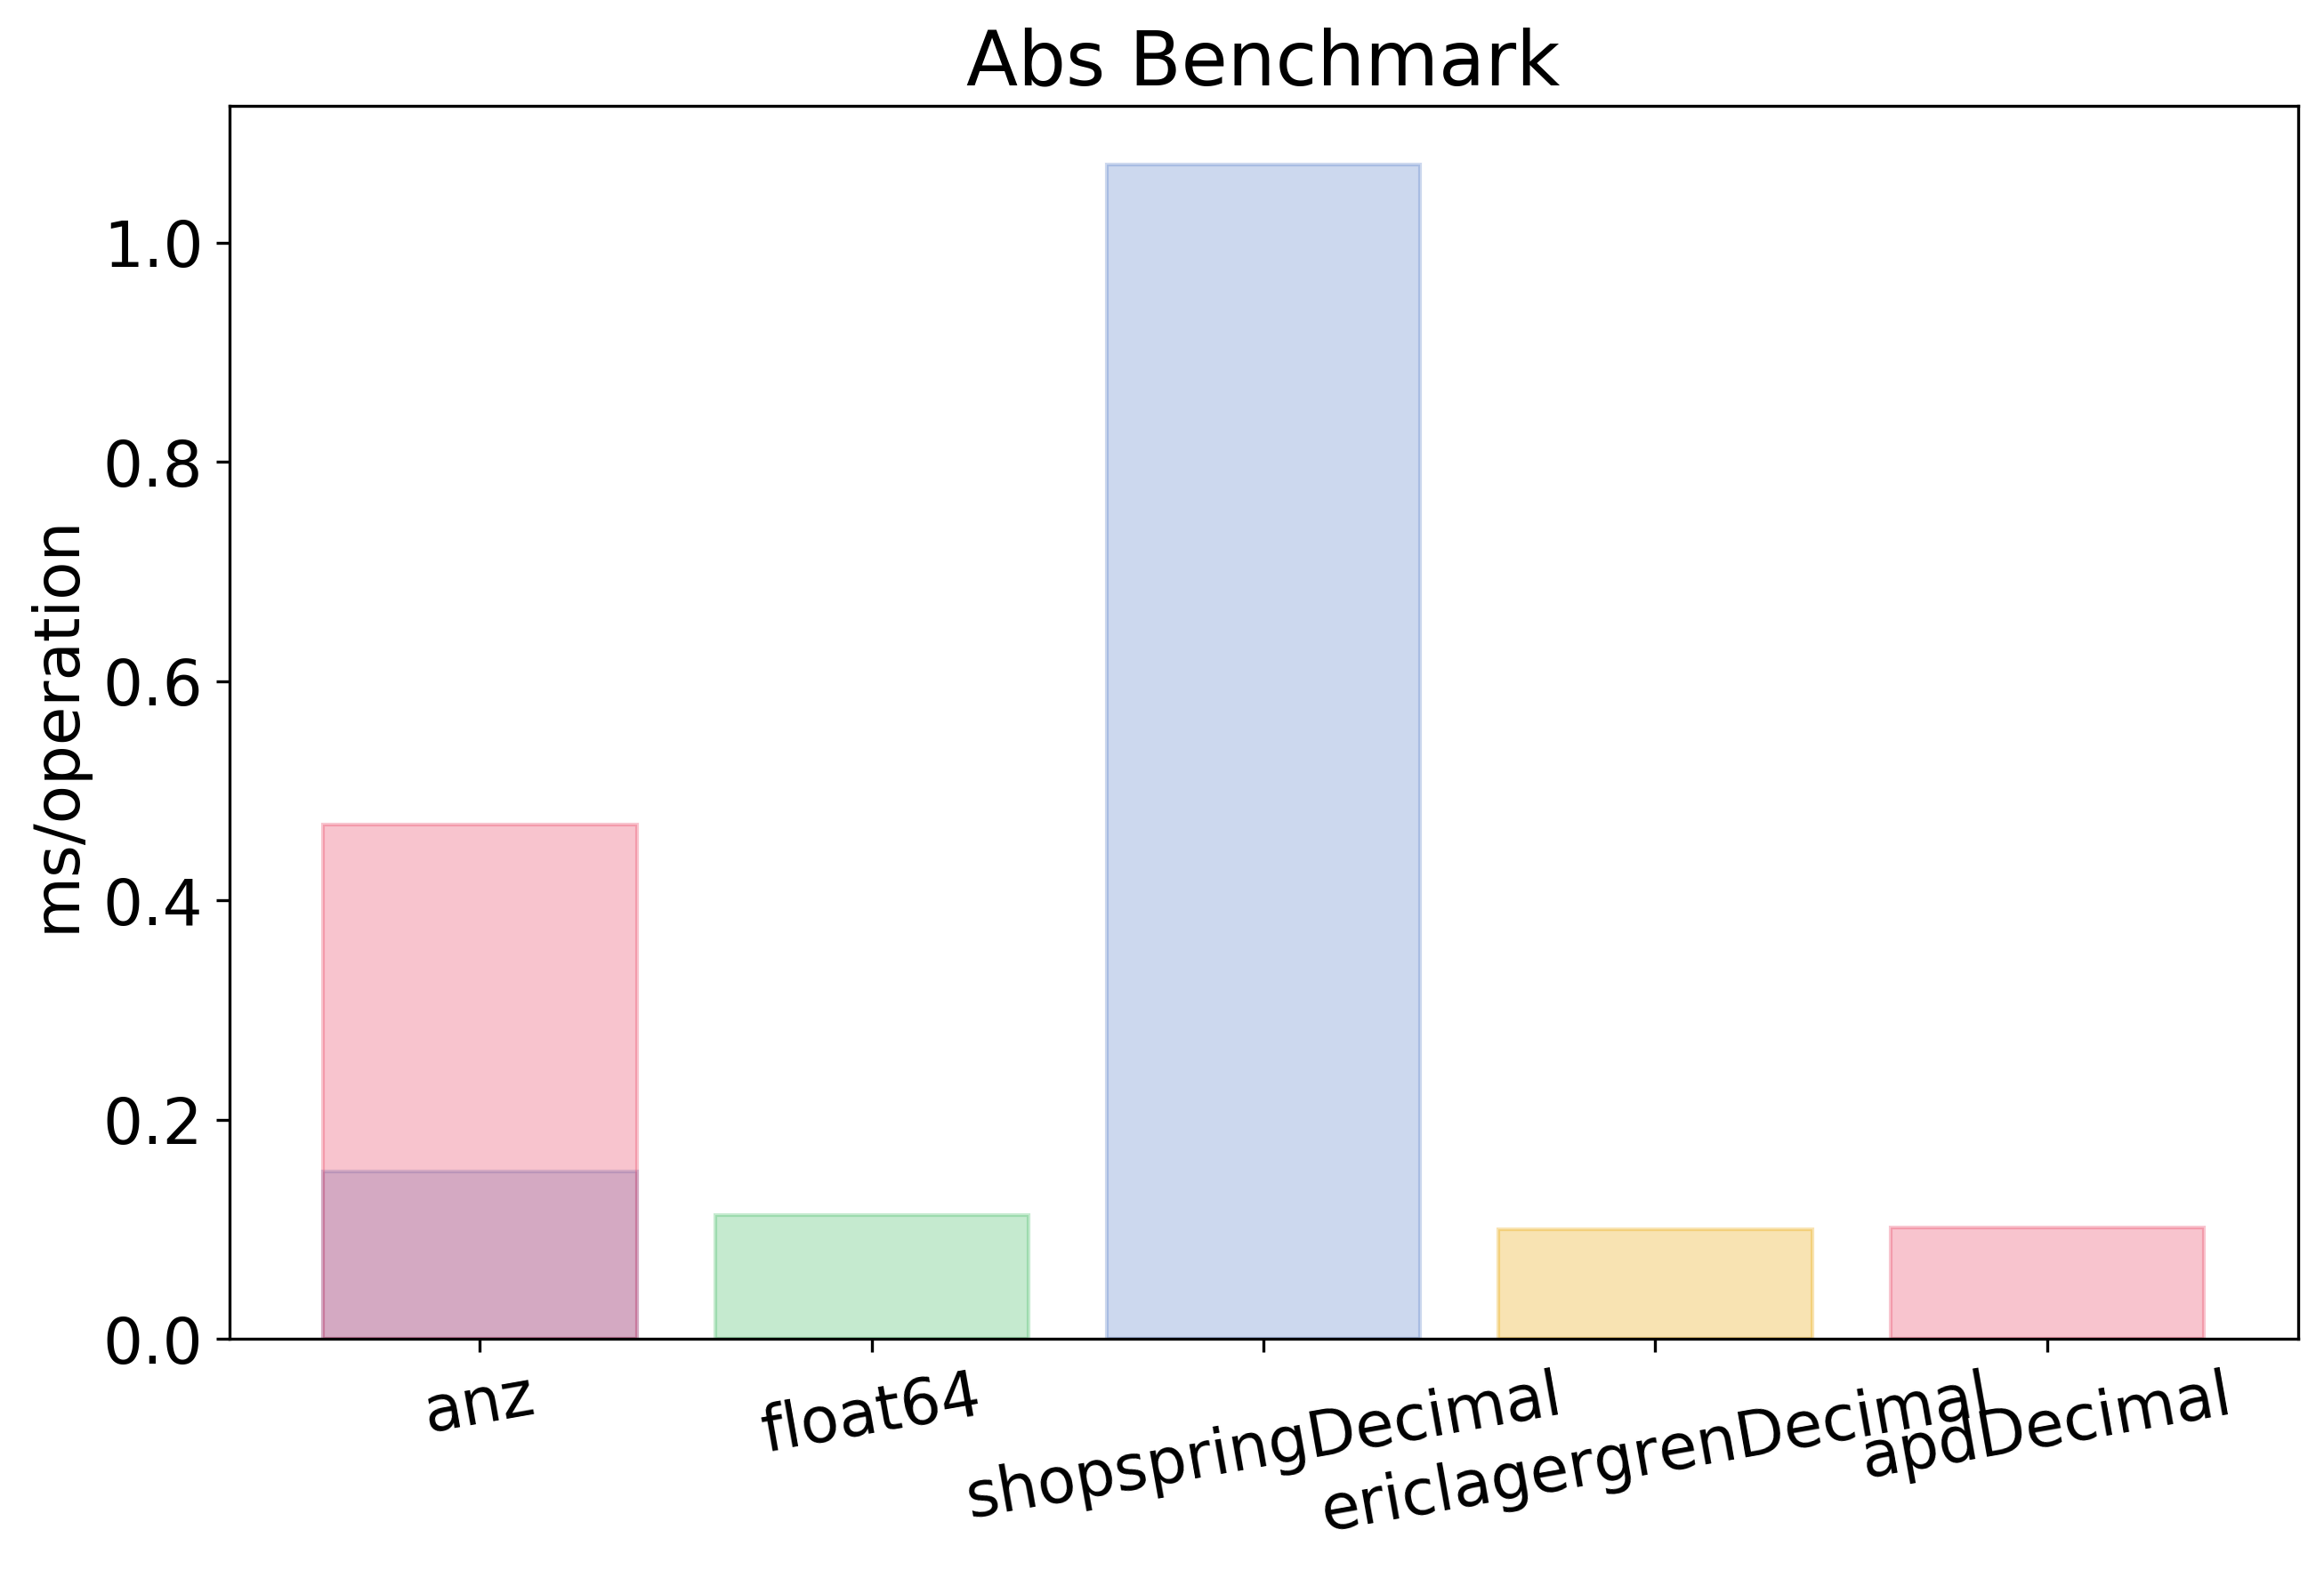 Abs Benchmark
ms/operation
1.0
0.8
0.6
0.4
0.2
0.0
anz
float64
shopspringDecimal
ericlagergrenDecimal
apdDecimal